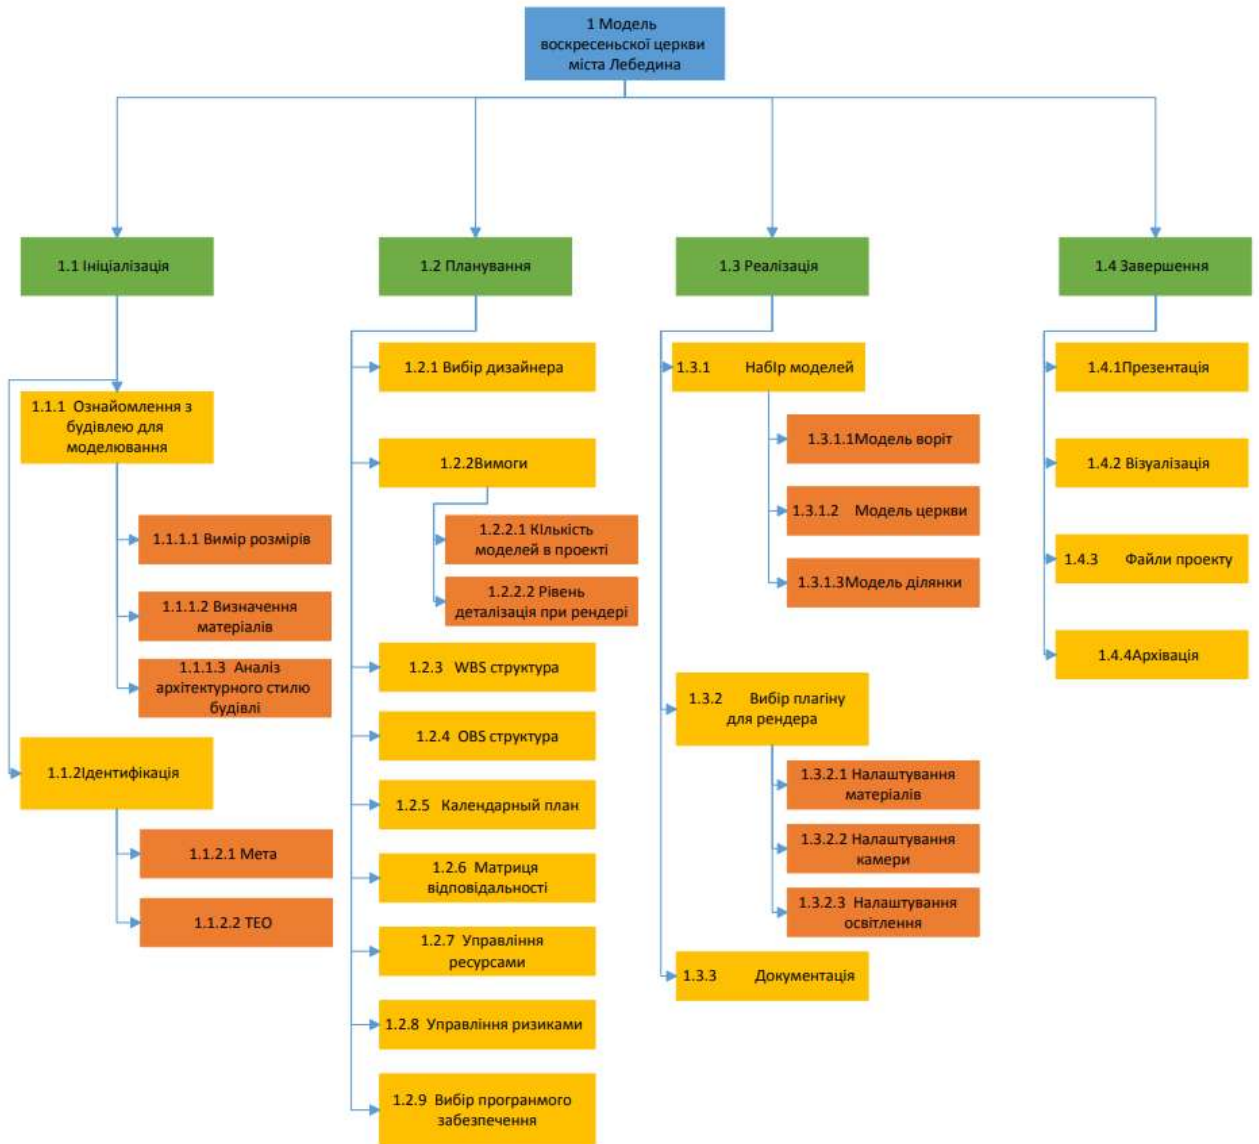 1 Модель
воскресеньскої церкви
міста Лебедина
1.1 Ініціалізація
1.1.1 Ознайомлення з
будівлею для
моделювання
1.1.1.1 Вимір розмірів
1.1.1.2 Визначення
матеріалів
1.1.1.3 Аналіз
архітектурного стилю
будівлі
1.1.2Ідентифікація
1.1.2.1 Мета
1.1.2.2 ТЕО
1.2 Планування
1.2.1 Вибір дизайнера
1.2.2Вимоги
1.2.2.1 КІлькість
моделей в проекті
1.2.2.2 Рівень
деталізація при рендері
1.2.3 WBS структура
1.2.4 OBS структура
1.2.5 Календарный план
1.2.6 Матриця
відповідальності
1.2.7 Управління
ресурсами
1.2.8 Управління ризиками
1.2.9 Вибір програнмого
забезпечення
1.3 Реалізація
1.3.1 НабІр моделей
1.3.1.1Модель воріт
1.3.1.2 Модель церкви
1.3.1.3Модель ділянки
1.3.2 Вибір плагіну
для рендера
1.3.2.1 Налаштування
матеріалів
1.3.2.2 Налаштування
камери
1.3.2.3 Налаштування
освітлення
1.3.3 Документація
1.4 Завершення
1.4.1Презентація
1.4.2 Візуалізація
1.4.3 Файли проекту
1.4.4Архівація